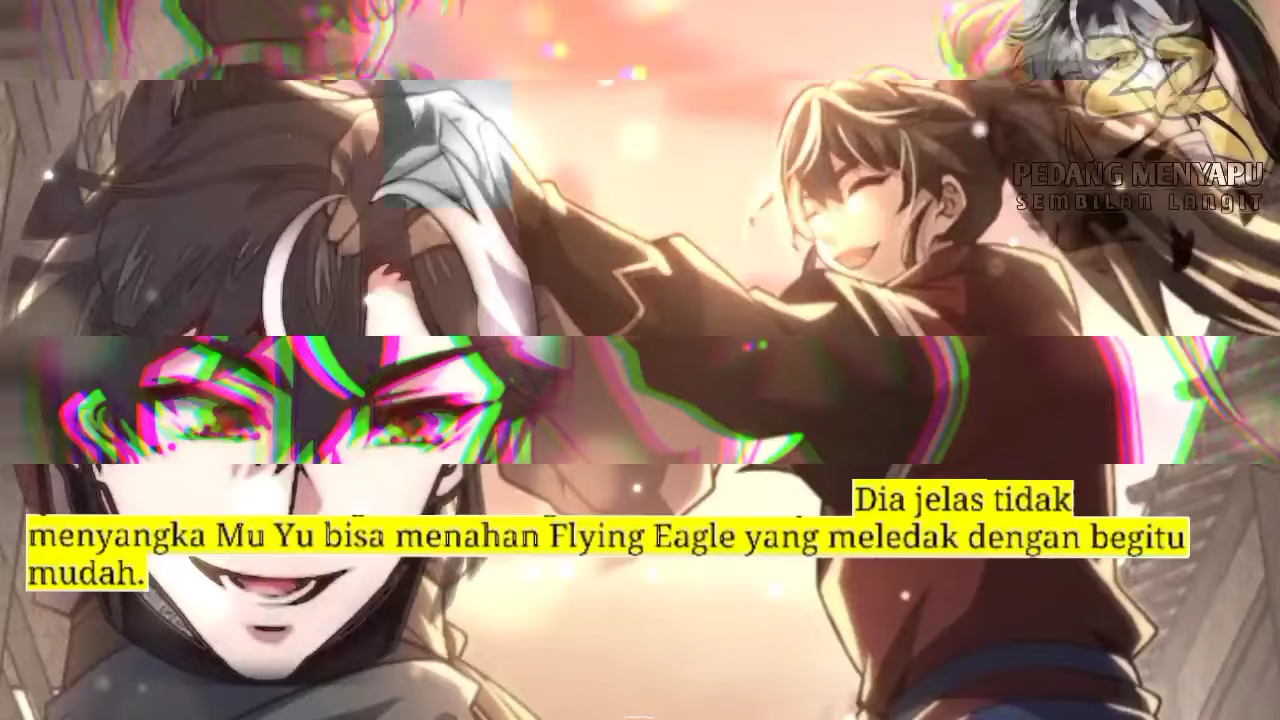 22
PEDANG MENYAPU
SEMBILAN LANGIT
Dia jelas tidak
menyangka Mu Yu bisa menahan Flying Eagle yang meledak dengan begitu
mudah.